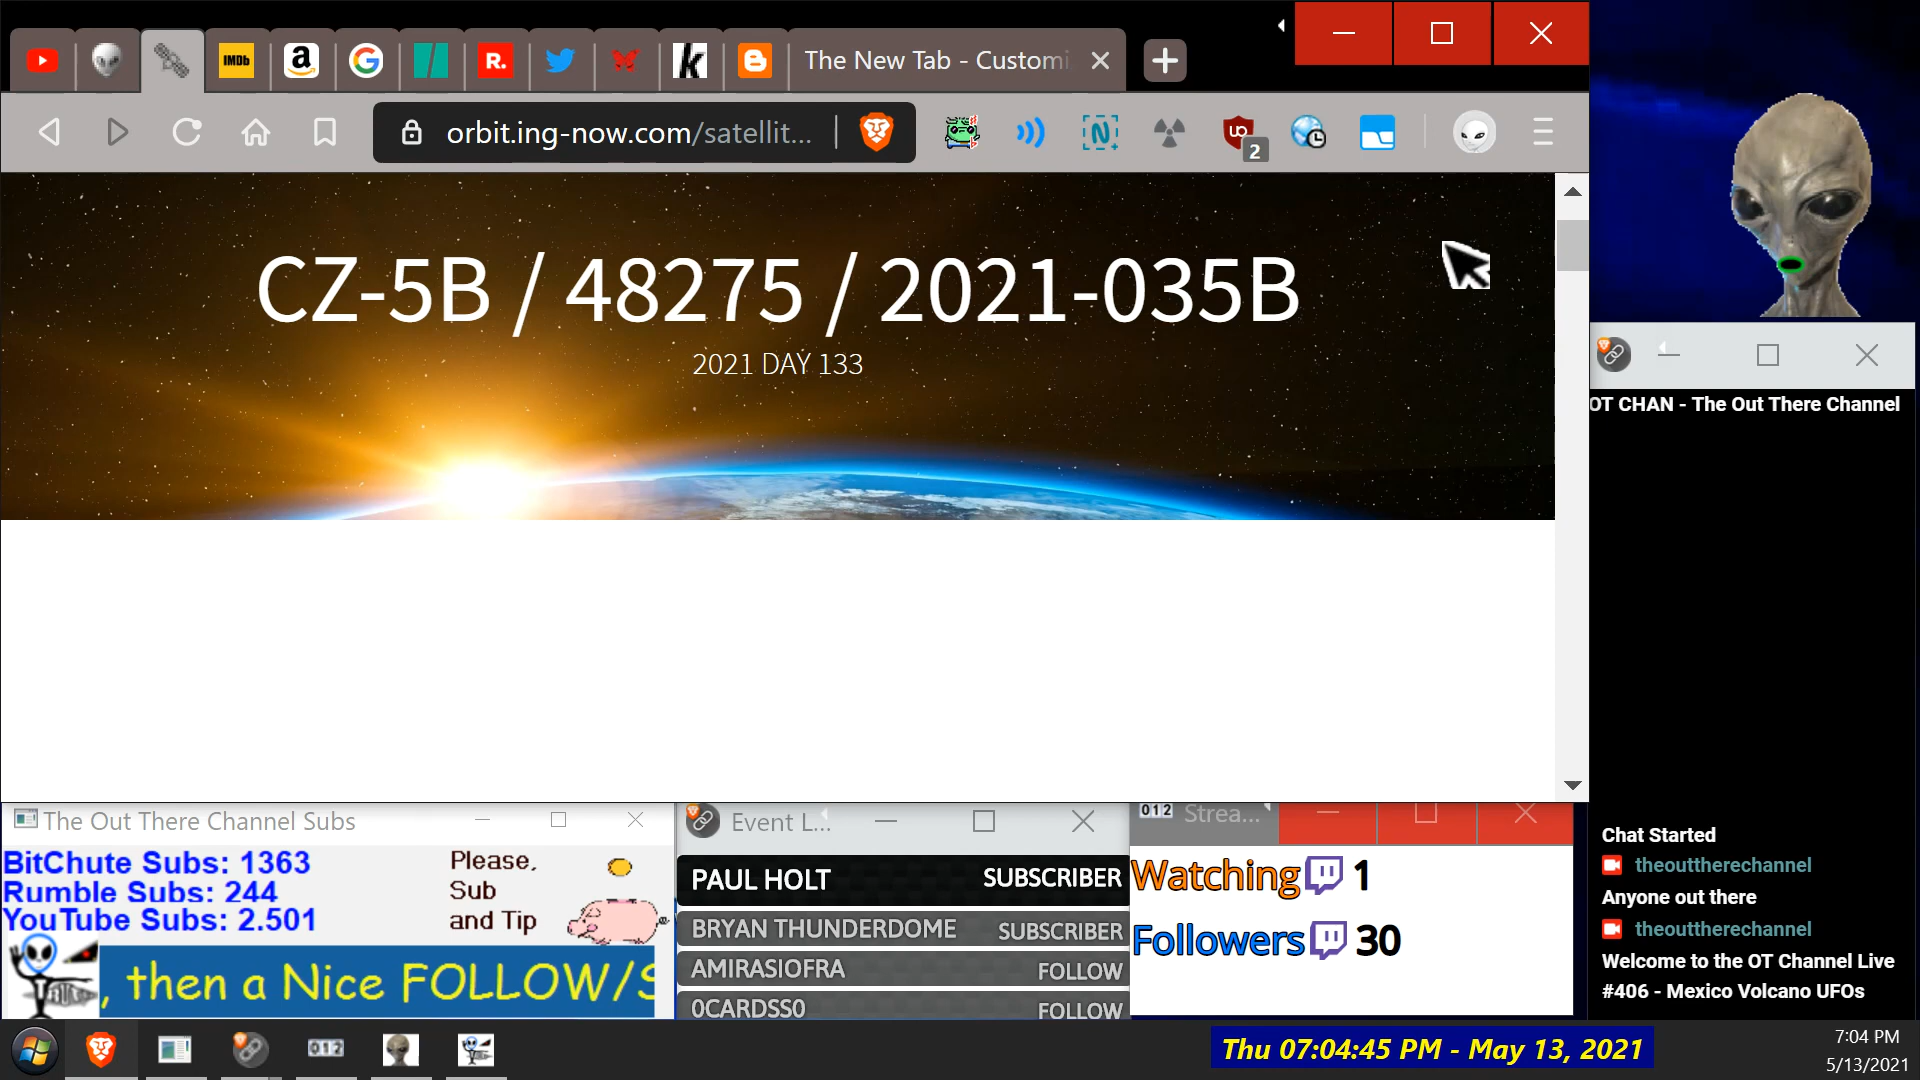 IMDb
a
G
R.
k
The New Tab - Customi
orbit.ing-now.com/satellit...
N
UO
2
CZ-5B / 48275 / 2021-035B
2021 DAY 133
OT CHAN - The Out There Channel
Chat Started
theouttherechannel
Anyone out there
theouttherechannel
Welcome to the OT Channel Live
#406 - Mexico Volcano UFOs
The Out There Channel Subs
BitChute Subs: 1363
Rumble Subs: 244
YouTube Subs: 2.501
Please,
Sub
and Tip
, then a Nice FOLLOW/S
Event L...
PAUL HOLT SUBSCRIBER
BRYAN THUNDERDOME SUBSCRIBER
AMIRASIOFRA FOLLOW
0CARDSS0 FOLLOW
012 Strea...
Watching 1
Followers 30
012
Thu 07:04:45 PM - May 13, 2021
7:04 PM
5/13/2021